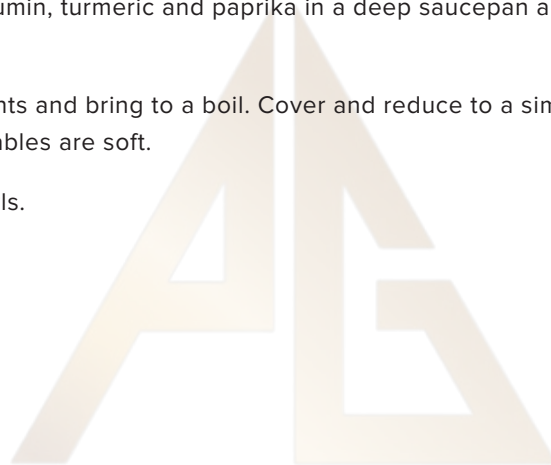 umin, turmeric and paprika in a deep saucepan a
nts and bring to a boil. Cover and reduce to a sim
ables are soft.
ls.
AG